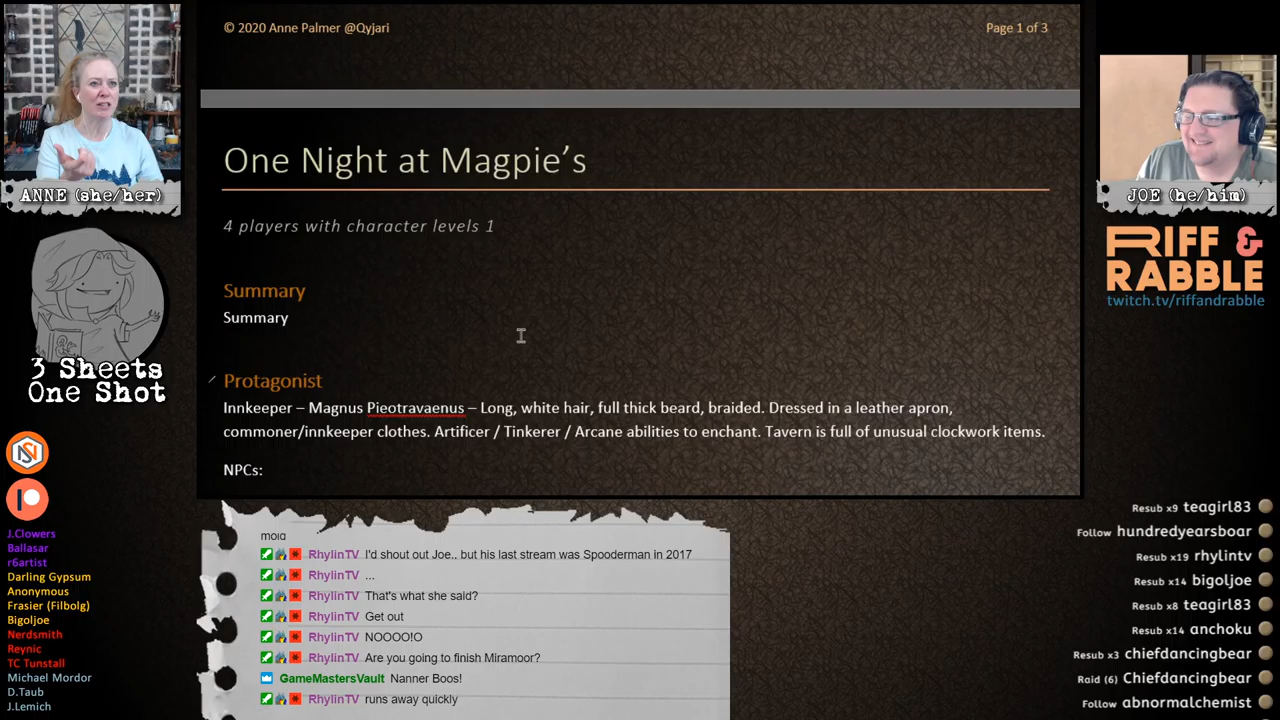 © 2020 Anne Palmer @Qyjari
Page 1 of 3
One Night at Magpie's
4 players with character levels 1
Summary
Summary
Protagonist
Innkeeper – Magnus Pieotravaenus – Long, white hair, full thick beard, braided. Dressed in a leather apron,
commoner/innkeeper clothes. Artificer / Tinkerer / Arcane abilities to enchant. Tavern is full of unusual clockwork items.
NPCs:
ANNE (she/her)
3 Sheets
One Shot
J.Clowers
Ballasar
r6artist
Darling Gypsum
Anonymous
Frasier (Filbolg)
Bigoljoe
Nerdsmith
Reynic
TC Tunstall
Michael Mordor
D.Taub
J.Lemich
JOE (he/him)
RIFF &
RABBLE
twitch.tv/riffandrabble
RhylinTV I'd shout out Joe.. but his last stream was Spooderman in 2017
RhylinTV ...
RhylinTV That's what she said?
RhylinTV Get out
RhylinTV NOOOO!O
RhylinTV Are you going to finish Miramoor?
GameMastersVault Nanner Boos!
RhylinTV runs away quickly
Resub x9 teagirl83
Follow hundredyearsboar
Resub x19 rhylintv
Resub x14 bigoljoe
Resub x8 teagirl83
Resub x14 anchoku
Resub x3 chiefdancingbear
Raid (6) Chiefdancingbear
Follow abnormalchemist